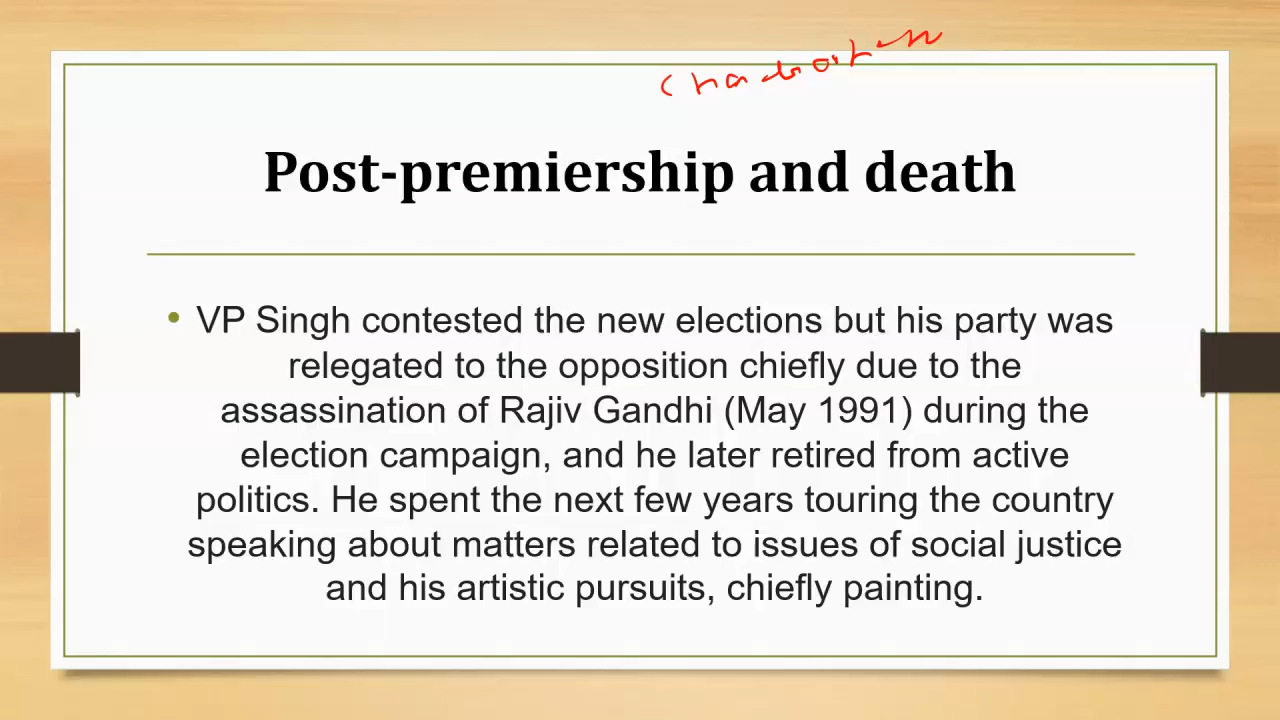 Post-premiership and death
• VP Singh contested the new elections but his party was
relegated to the opposition chiefly due to the
assassination of Rajiv Gandhi (May 1991) during the
election campaign, and he later retired from active
politics. He spent the next few years touring the country
speaking about matters related to issues of social justice
and his artistic pursuits, chiefly painting.